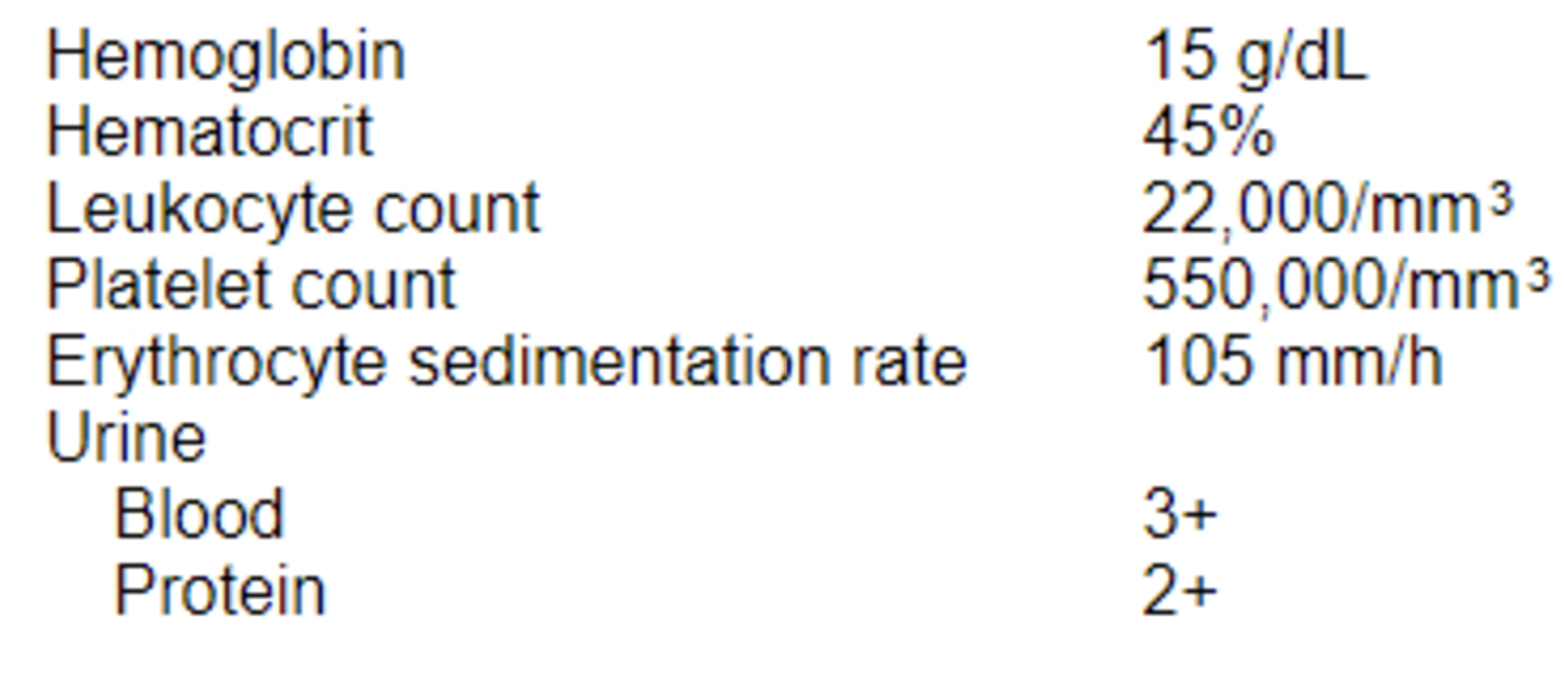 Hemoglobin 15 g/dL
Hematocrit 45%
Leukocyte count 22,000/mm³
Platelet count 550,000/mm³
Erythrocyte sedimentation rate 105 mm/h
Urine
Blood 3+
Protein 2+